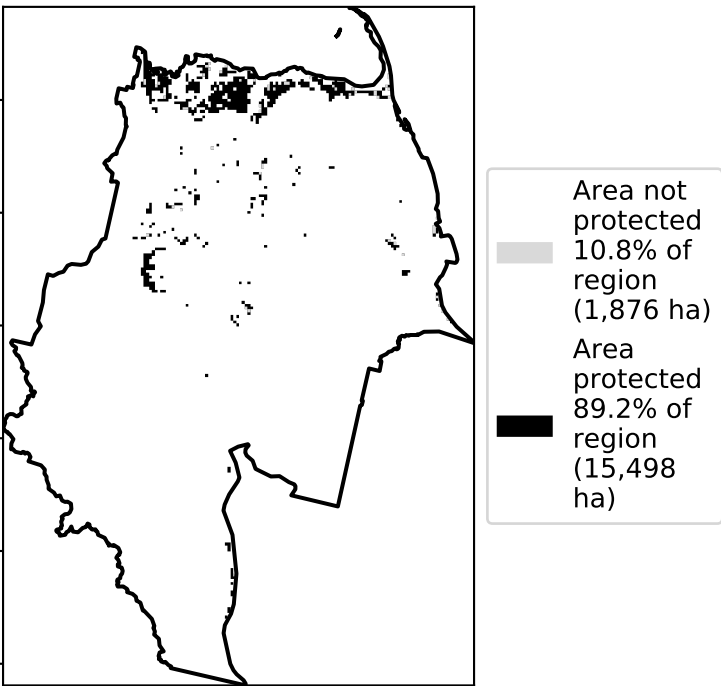 Area not
protected
10.8% of
region
(1,876 ha)
Area
protected
89.2% of
region
(15,498
ha)